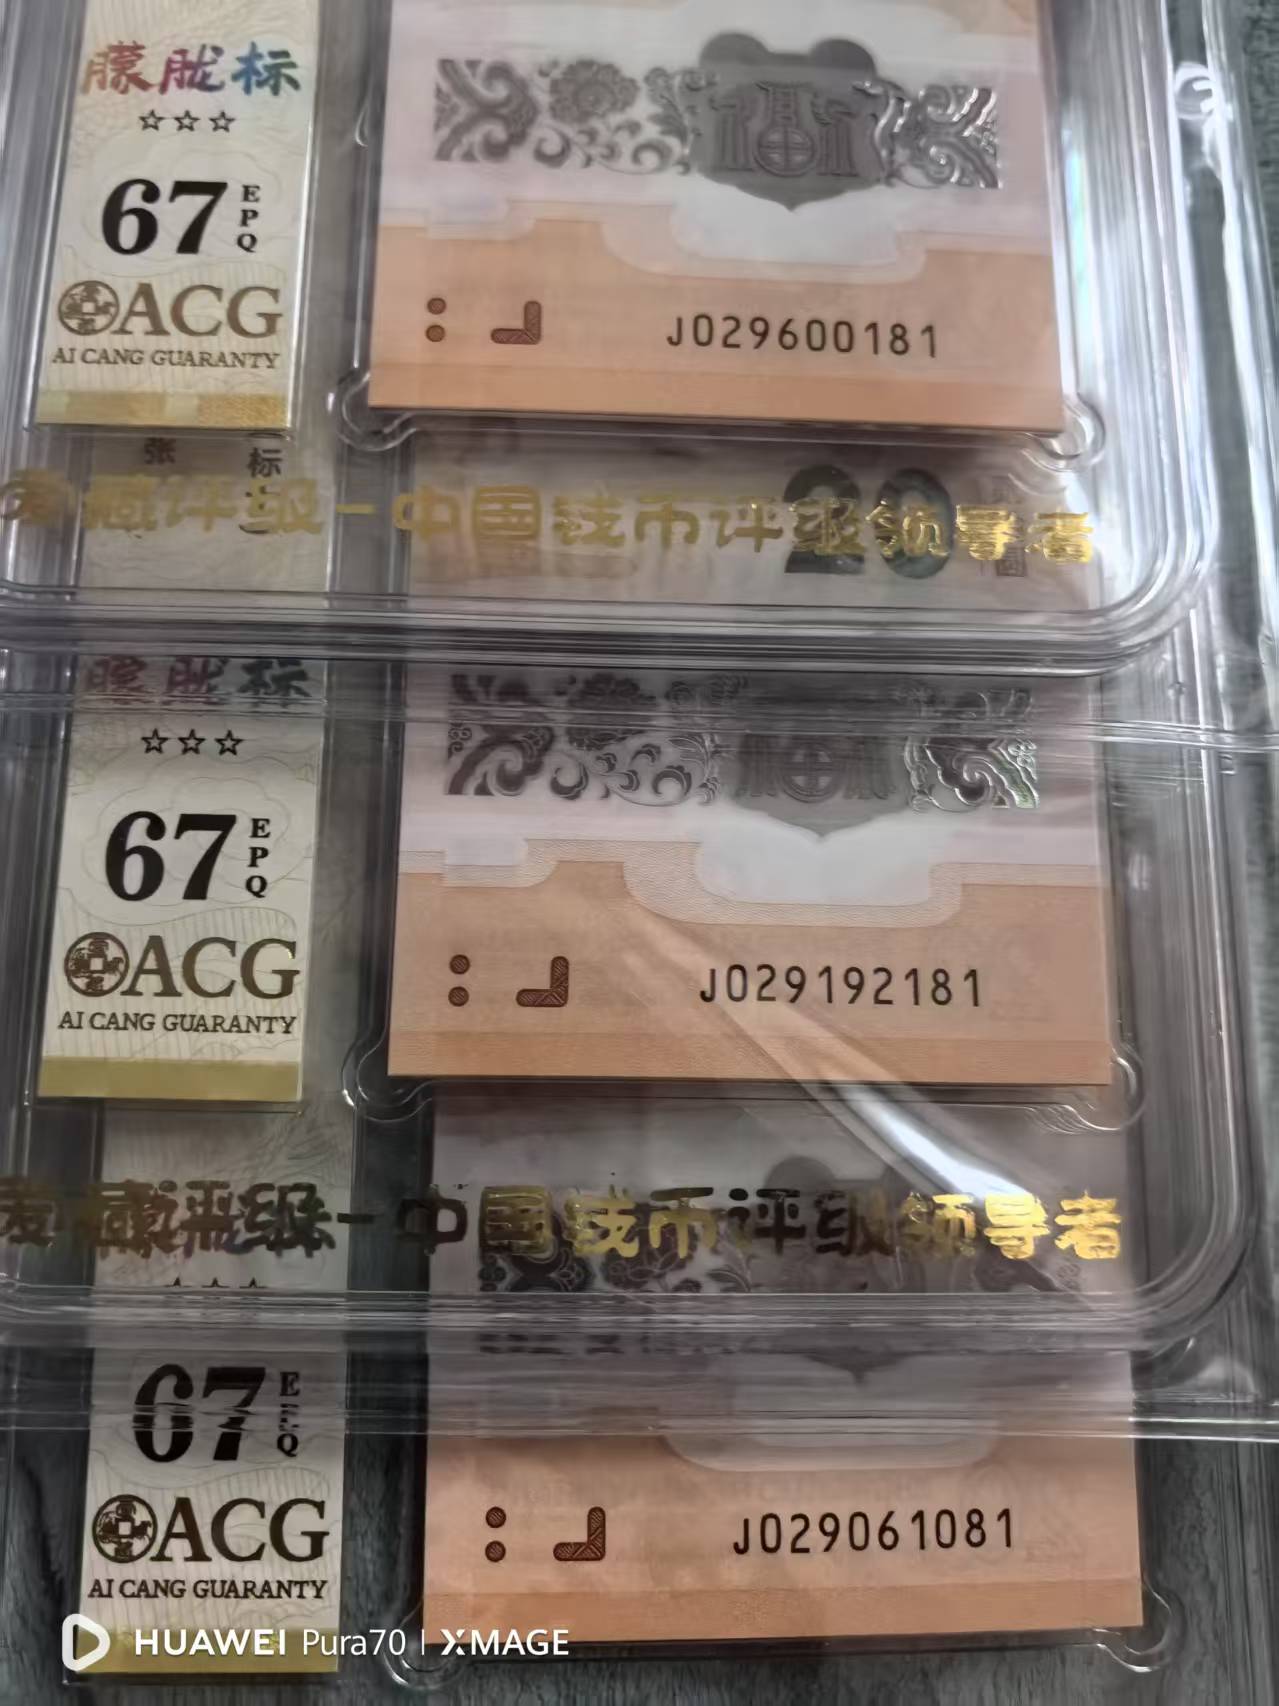 朦胧标
☆☆☆
67 EPQ
ACG
AI CANG GUARANTY
J029600181
张 标
20
爱藏评级-中国钱币评级领导者
朦胧标
☆☆☆
67 EPQ
ACG
AI CANG GUARANTY
J029192181
爱藏评级-中国钱币评级领导者
☆☆☆
67 EPQ
ACG
AI CANG GUARANTY
J029061081
HUAWEI Pura70 | XMAGE